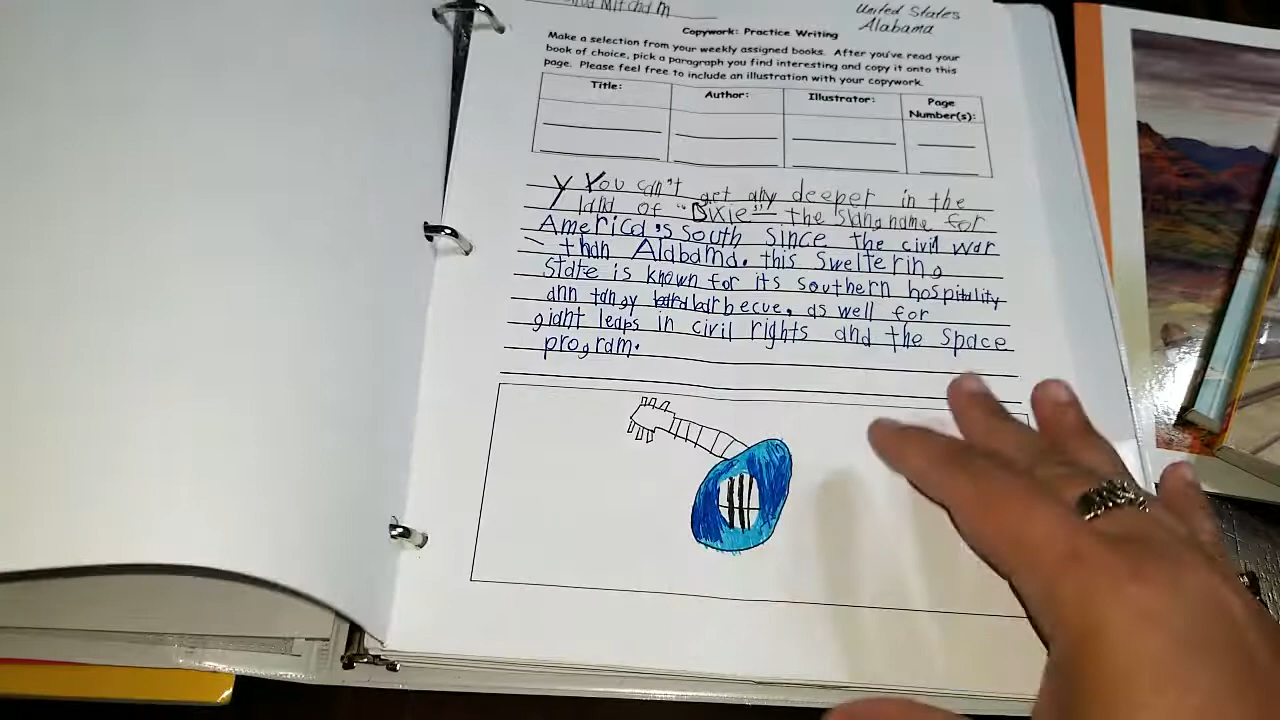 United States
Alabama
Copywork: Practice Writing
Make a selection from your weekly assigned books. After you've read your
book of choice, pick a paragraph you find interesting and copy it onto this
page. Please feel free to include an illustration with your copywork.
Title: Author: Illustrator: Page
Number(s):
y You can't get any deeper in the
land of "Dixie"— the slang name for
America's south since the civil war
than Alabama. this sweltering
state is known for its southern hospitality
ann tangy barbecue, as well for
giant leaps in civil rights and the space
program.